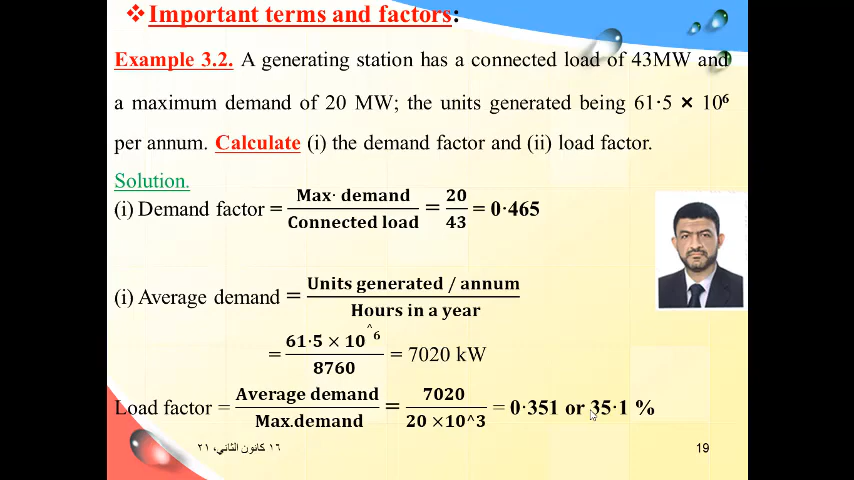 ❖ Important terms and factors:
Example 3.2. A generating station has a connected load of 43MW and
a maximum demand of 20 MW; the units generated being 61·5 × 10⁶
per annum. Calculate (i) the demand factor and (ii) load factor.
Solution.
(i) Demand factor = Max· demand / Connected load = 20 / 43 = 0·465
(i) Average demand = Units generated / annum / Hours in a year
= 61·5 × 10^6 / 8760 = 7020 kW
Load factor = Average demand / Max.demand = 7020 / 20 ×10^3 = 0·351 or 35·1 %
١٦ كانون الثاني، ٢١
19